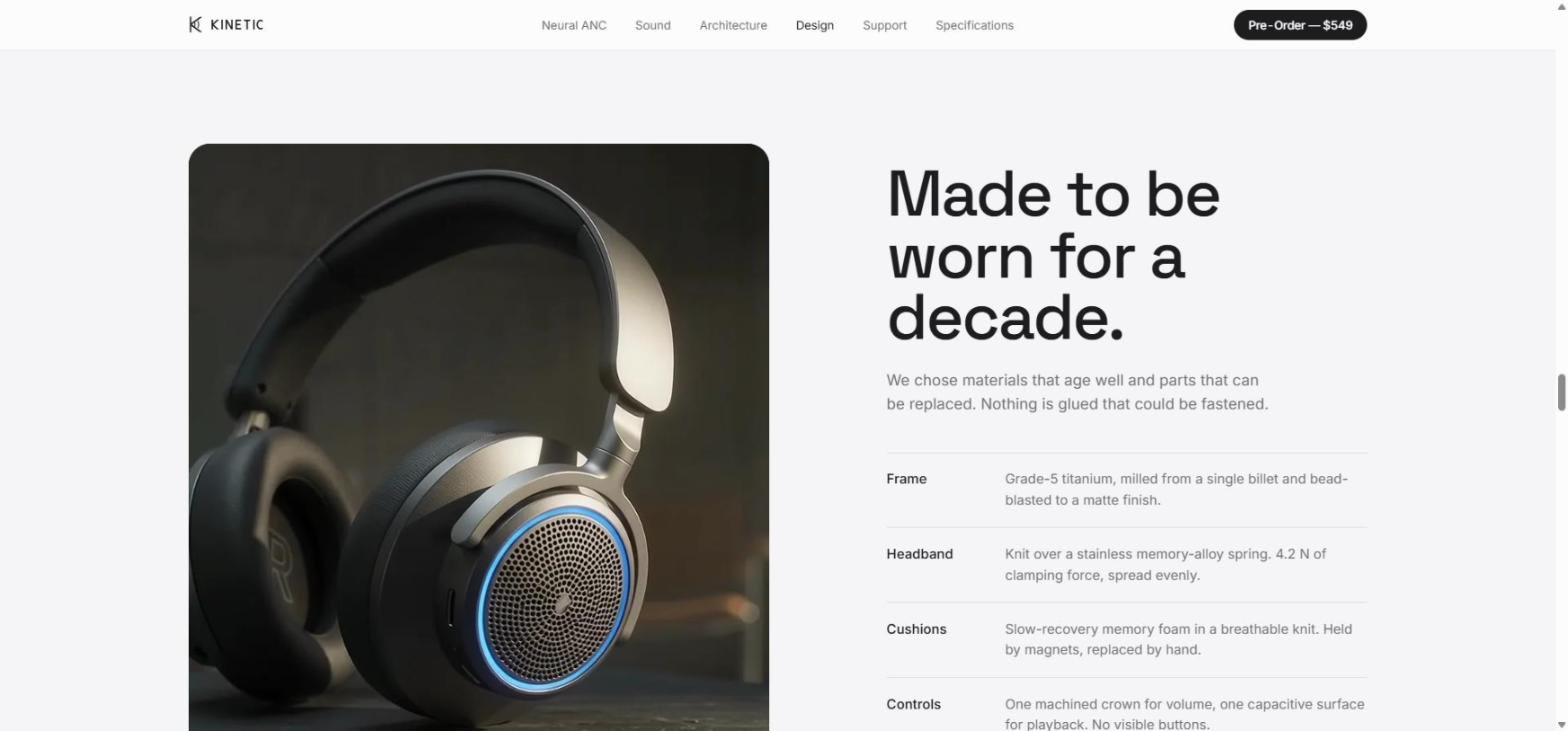 KINETIC
Neural ANC
Sound
Architecture
Design
Support
Specifications
Pre-Order — $549
Made to be
worn for a
decade.
We chose materials that age well and parts that can
be replaced. Nothing is glued that could be fastened.
Frame
Grade-5 titanium, milled from a single billet and bead-
blasted to a matte finish.
Headband
Knit over a stainless memory-alloy spring. 4.2 N of
clamping force, spread evenly.
Cushions
Slow-recovery memory foam in a breathable knit. Held
by magnets, replaced by hand.
Controls
One machined crown for volume, one capacitive surface
for playback. No visible buttons.
R